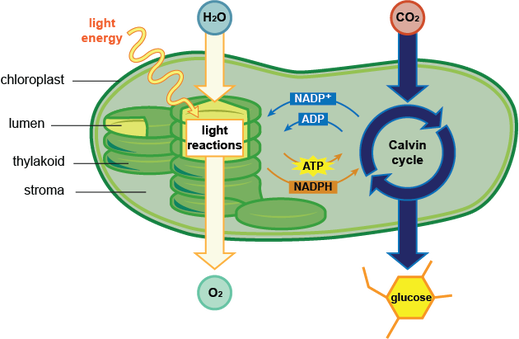 light
energy
H₂O
CO₂
chloroplast
lumen
thylakoid
stroma
light
reactions
NADP⁺
ADP
ATP
NADPH
Calvin
cycle
O₂
glucose